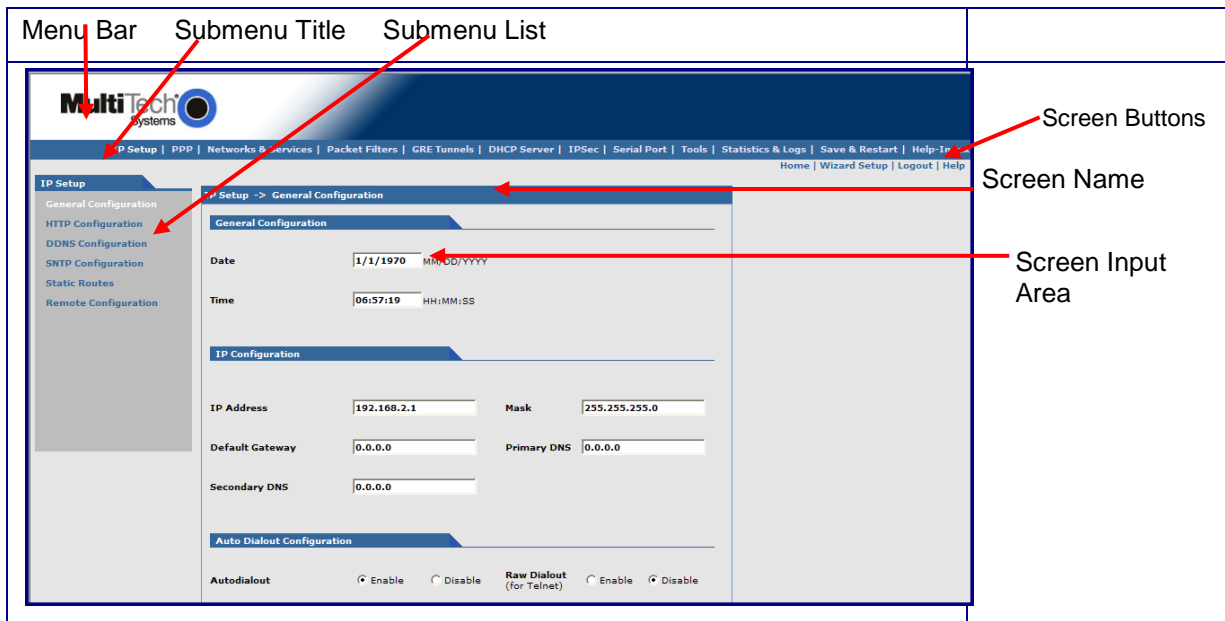 Menu Bar Submenu Title Submenu List
MultiTech
Systems
Screen Buttons
IP Setup | PPP | Networks & Services | Packet Filters | GRE Tunnels | DHCP Server | IPSec | Serial Port | Tools | Statistics & Logs | Save & Restart |
Home | Wizard Setup | Logout | Help
Screen Name
IP Setup
General Configuration
HTTP Configuration
DDNS Configuration
SNTP Configuration
Static Routes
Remote Configuration
IP Setup -> General Configuration
General Configuration
Date 1/1/1970 MM/DD/YYYY
Screen Input
Area
Time 06:57:19 HH:MM:SS
IP Configuration
IP Address 192.168.2.1 Mask 255.255.255.0
Default Gateway 0.0.0.0 Primary DNS 0.0.0.0
Secondary DNS 0.0.0.0
Auto Dialout Configuration
Autodialout Enable Disable Raw Dialout Enable Disable
(for Telnet)